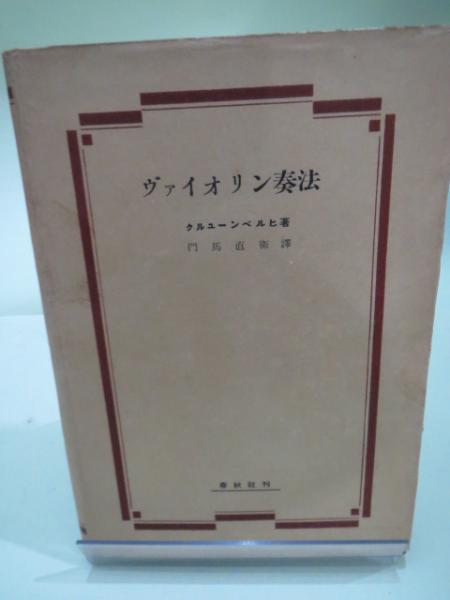 ヴァイオリン奏法
クルユーンベルヒ著
門馬直衛譯
春秋社刊